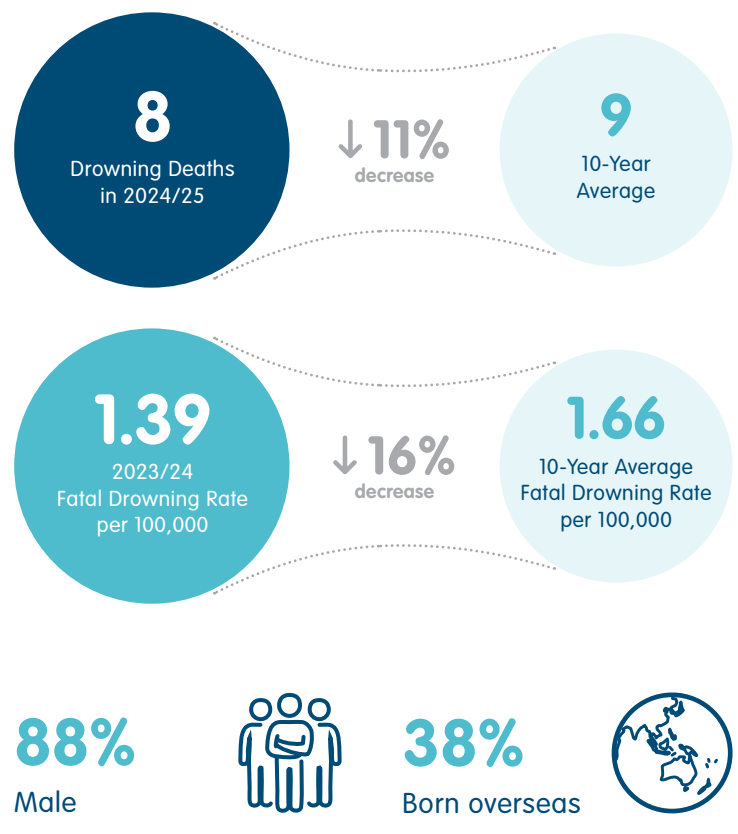 8
Drowning Deaths
in 2024/25
↓ 11%
decrease
9
10-Year
Average
1.39
2023/24
Fatal Drowning Rate
per 100,000
↓ 16%
decrease
1.66
10-Year Average
Fatal Drowning Rate
per 100,000
88%
Male
38%
Born overseas